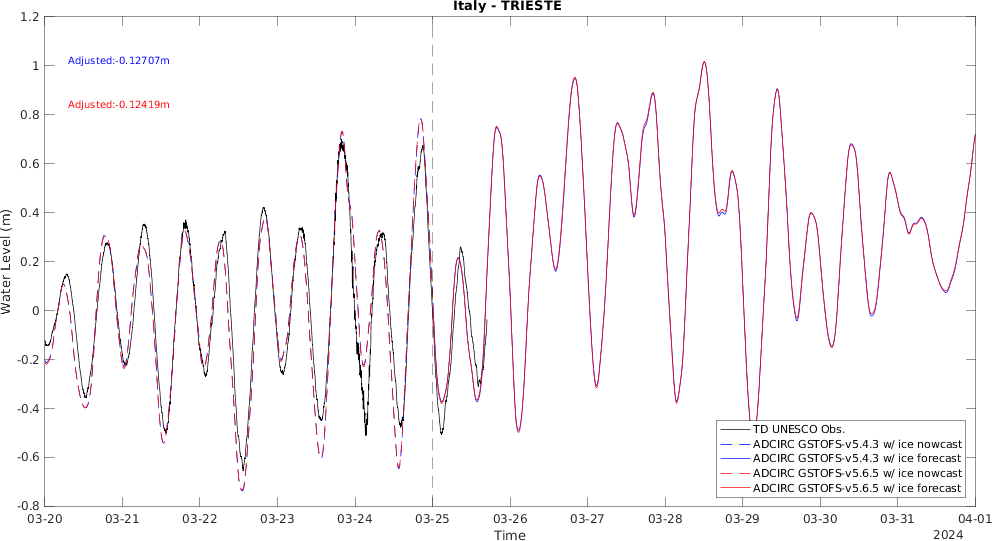 Italy - TRIESTE
1.2
1
0.8
0.6
0.4
0.2
0
-0.2
-0.4
-0.6
-0.8
Water Level (m)
Adjusted:-0.12707m
Adjusted:-0.12419m
TD UNESCO Obs.
ADCIRC GSTOFS-v5.4.3 w/ ice nowcast
ADCIRC GSTOFS-v5.4.3 w/ ice forecast
ADCIRC GSTOFS-v5.6.5 w/ ice nowcast
ADCIRC GSTOFS-v5.6.5 w/ ice forecast
03-20 03-21 03-22 03-23 03-24 03-25 03-26 03-27 03-28 03-29 03-30 03-31 04-01
Time
2024